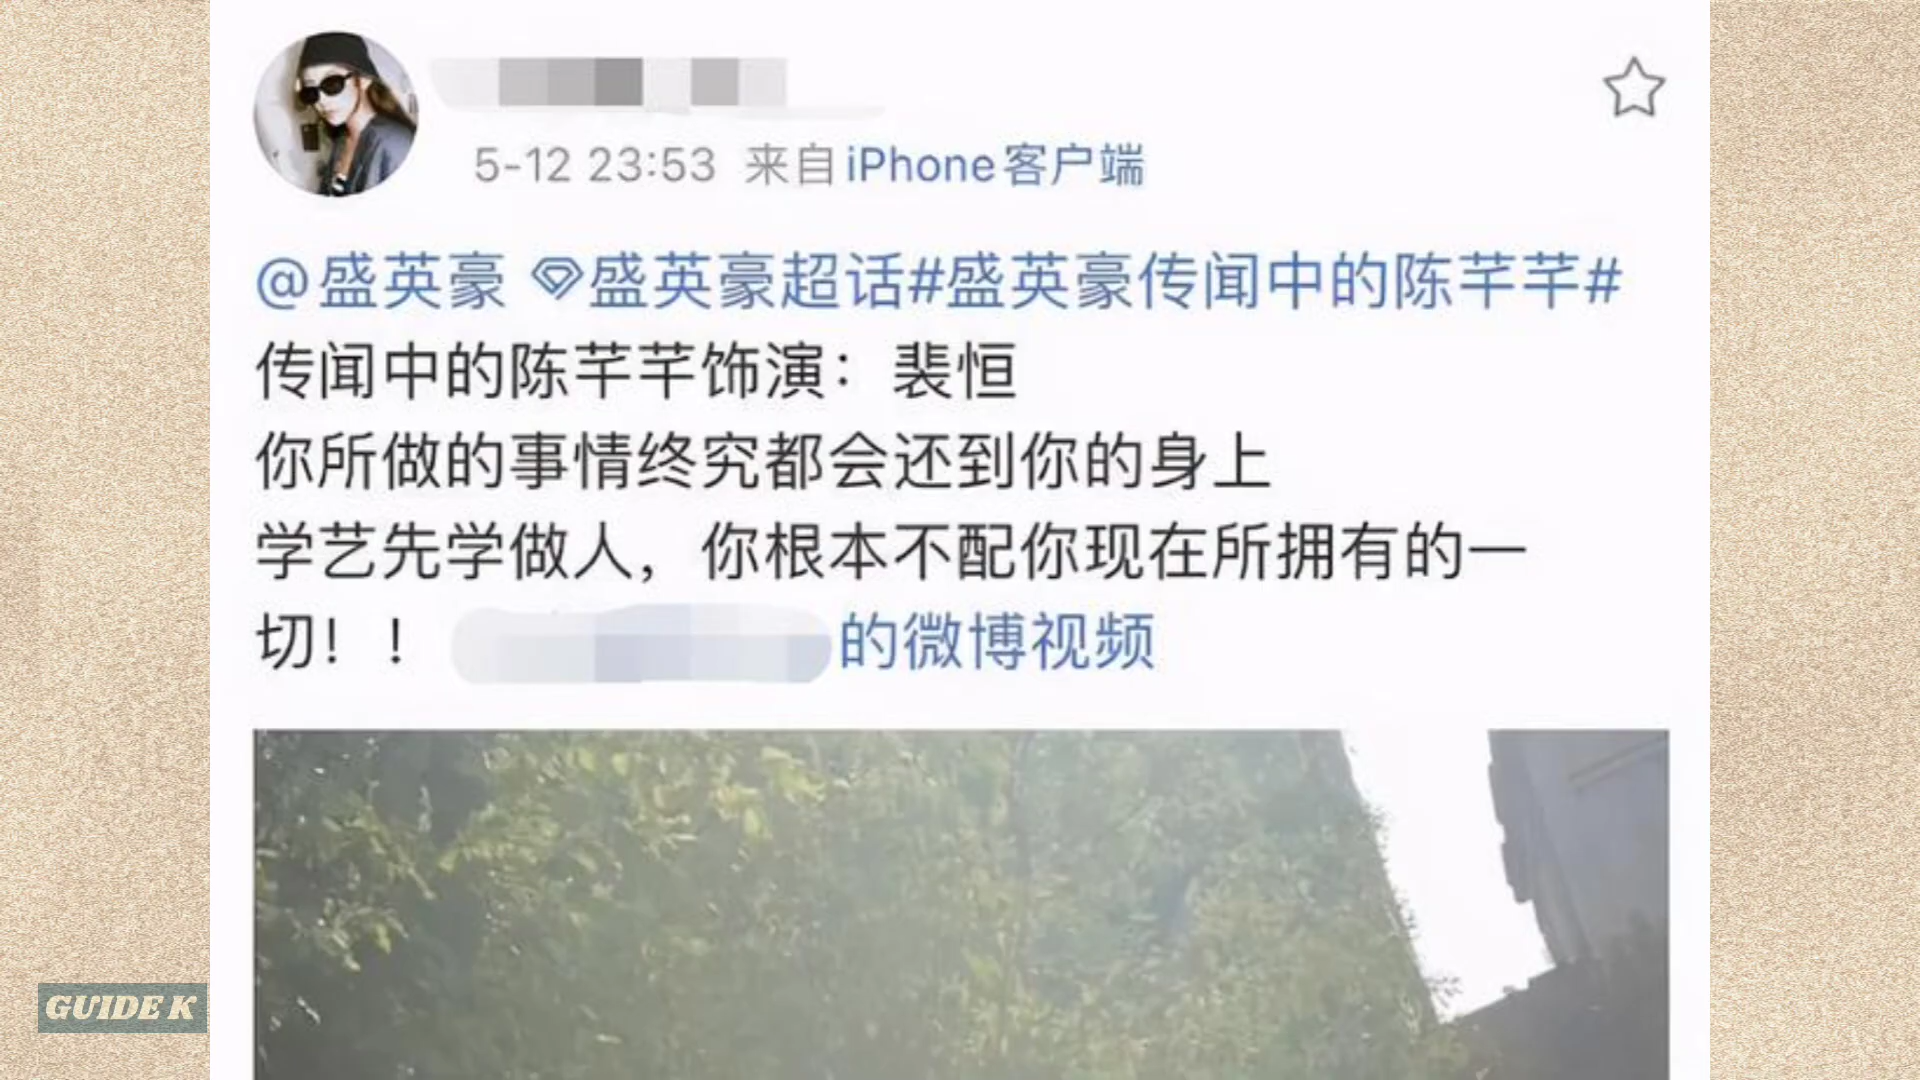 5-12 23:53 来自iPhone客户端
@盛英豪 盛英豪超话#盛英豪传闻中的陈芊芊#
传闻中的陈芊芊饰演：裴恒
你所做的事情终究都会还到你的身上
学艺先学做人，你根本不配你现在所拥有的一
切！！ 的微博视频
GUIDE K